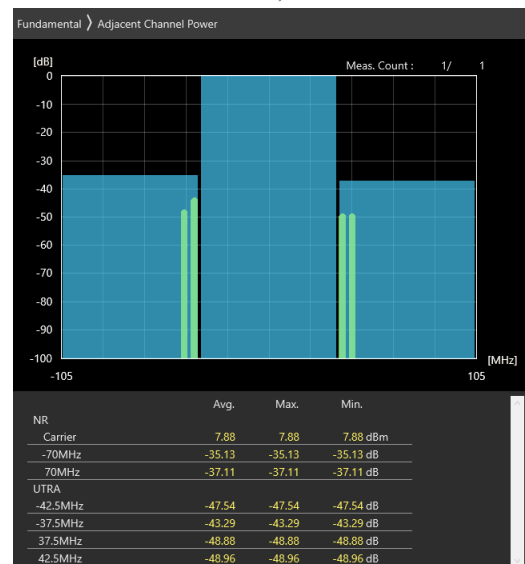 Fundamental 〉 Adjacent Channel Power
[dB]
Meas. Count : 1/ 1
0
-10
-20
-30
-40
-50
-60
-70
-80
-90
-100
[MHz]
-105 105
Avg. Max. Min.
NR
Carrier 7.88 7.88 7.88 dBm
-70MHz -35.13 -35.13 -35.13 dB
70MHz -37.11 -37.11 -37.11 dB
UTRA
-42.5MHz -47.54 -47.54 -47.54 dB
-37.5MHz -43.29 -43.29 -43.29 dB
37.5MHz -48.88 -48.88 -48.88 dB
42.5MHz -48.96 -48.96 -48.96 dB